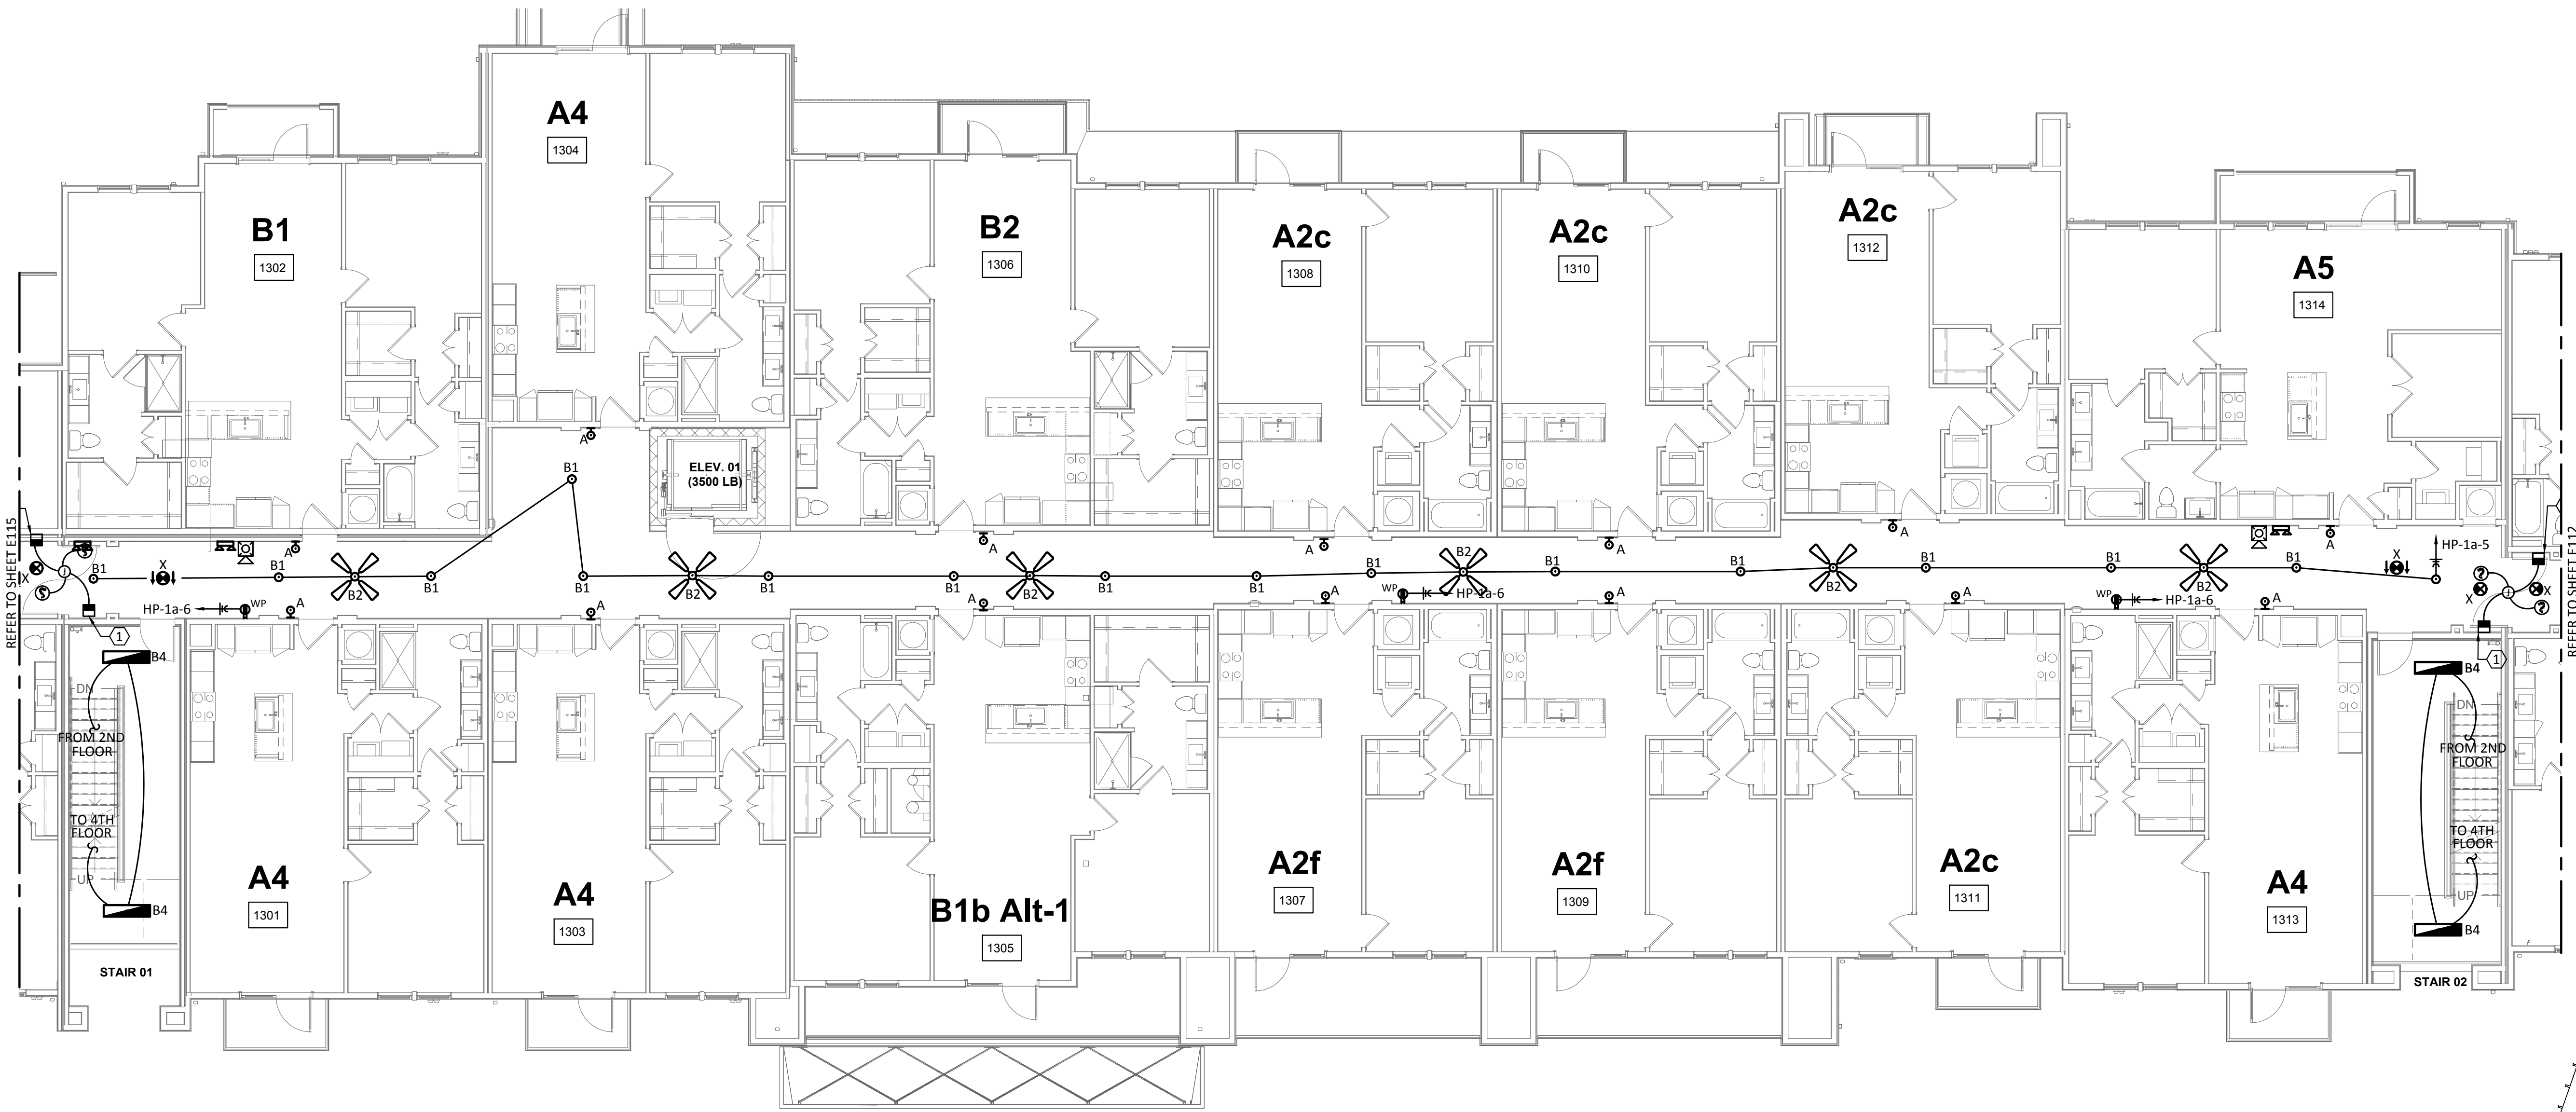 A4
1304
B1
1302
B2
1306
A2c
1308
A2c
1310
A2c
1312
A5
1314
ELEV. 01
(3500 LB)
REFER TO SHEET E115
REFER TO SHEET E112
A
B1
A
A
A
A
A
A
X
X
B1
X
B1
B2
B1
B1
B2
B1
B1
B2
B1
B1
B1
B2
B1
B1
B2
B1
B1
B2
B1
X
HP-1a-5
X
X
HP-1a-6
WP
A
A
A
WP
HP-1a-6
A
A
A
WP
HP-1a-6
A
1
1
B4
DN
FROM 2ND
FLOOR
TO 4TH
FLOOR
UP
B4
STAIR 01
B4
DN
FROM 2ND
FLOOR
TO 4TH
FLOOR
UP
B4
STAIR 02
A4
1301
A4
1303
B1b Alt-1
1305
A2f
1307
A2f
1309
A2c
1311
A4
1313